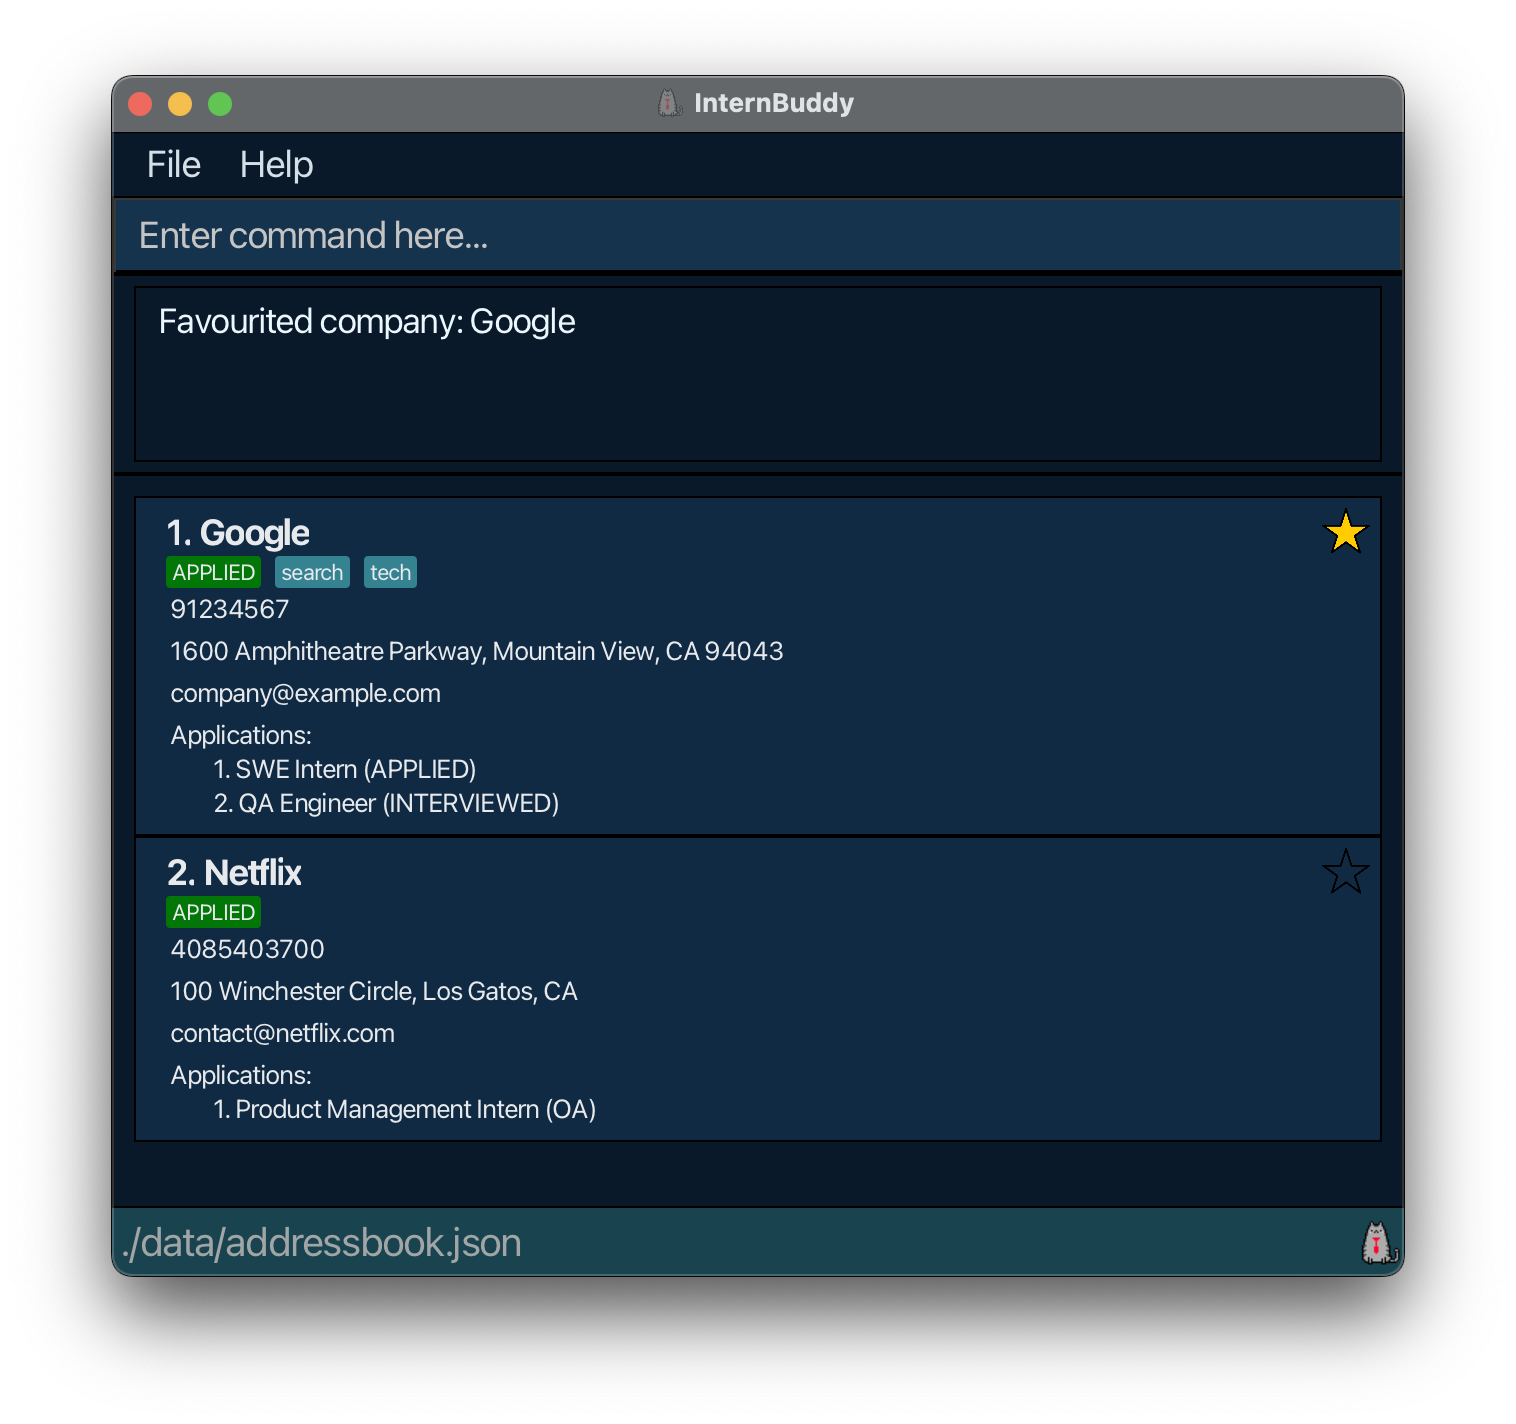 InternBuddy
File Help
Enter command here...
Favourited company: Google
1. Google
APPLIED search tech
91234567
1600 Amphitheatre Parkway, Mountain View, CA 94043
company@example.com
Applications:
1. SWE Intern (APPLIED)
2. QA Engineer (INTERVIEWED)
2. Netflix
APPLIED
4085403700
100 Winchester Circle, Los Gatos, CA
contact@netflix.com
Applications:
1. Product Management Intern (OA)
./data/addressbook.json